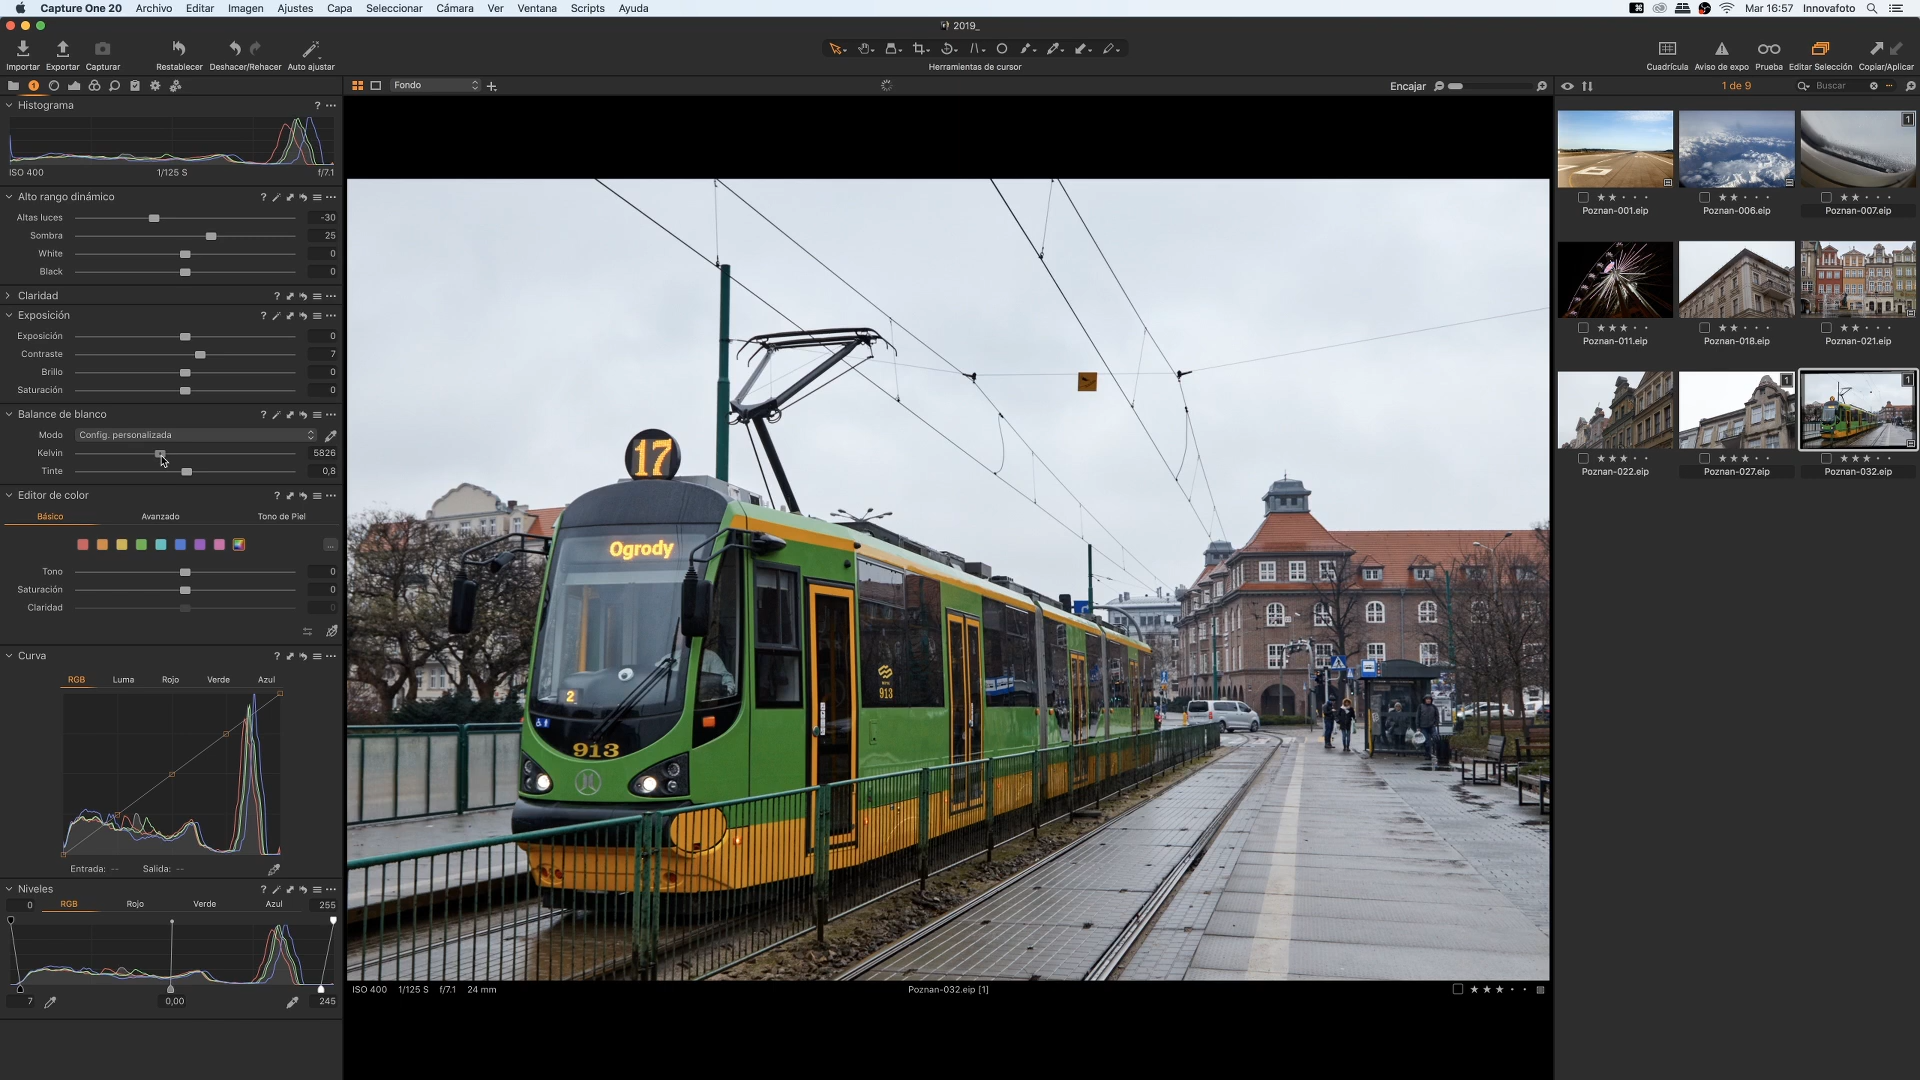 Capture One 20 Archivo Editar Imagen Ajustes Capa Seleccionar Cámara Ver Ventana Scripts Ayuda Mar 16:57 Innovafoto
2019_
Importar Exportar Capturar Restablecer Deshacer/Rehacer Auto ajustar Herramientas de cursor Cuadrícula Aviso de expo Prueba Editar Selección Copiar/Aplicar
Fondo Encajar 1 de 9 Buscar
Histograma
ISO 400 1/125 S f/7.1
Alto rango dinámico
Altas luces -30
Sombra 25
White 0
Black 0
Claridad
Exposición
Exposición 0
Contraste 7
Brillo 0
Saturación 0
Balance de blanco
Modo Config. personalizada
Kelvin 5826
Tinte 0,8
Editor de color
Básico Avanzado Tono de Piel
Tono 0
Saturación 0
Claridad 0
Curva
RGB Luma Rojo Verde Azul
Entrada: -- Salida: --
Niveles
0 RGB Rojo Verde Azul 255
7 0,00 245
17
Ogrody
2
913
913
ISO 400 1/125 S f/7.1 24 mm Poznan-032.eip [1]
1
Poznan-001.eip Poznan-006.eip Poznan-007.eip
Poznan-011.eip Poznan-018.eip Poznan-021.eip
1 1
Poznan-022.eip Poznan-027.eip Poznan-032.eip